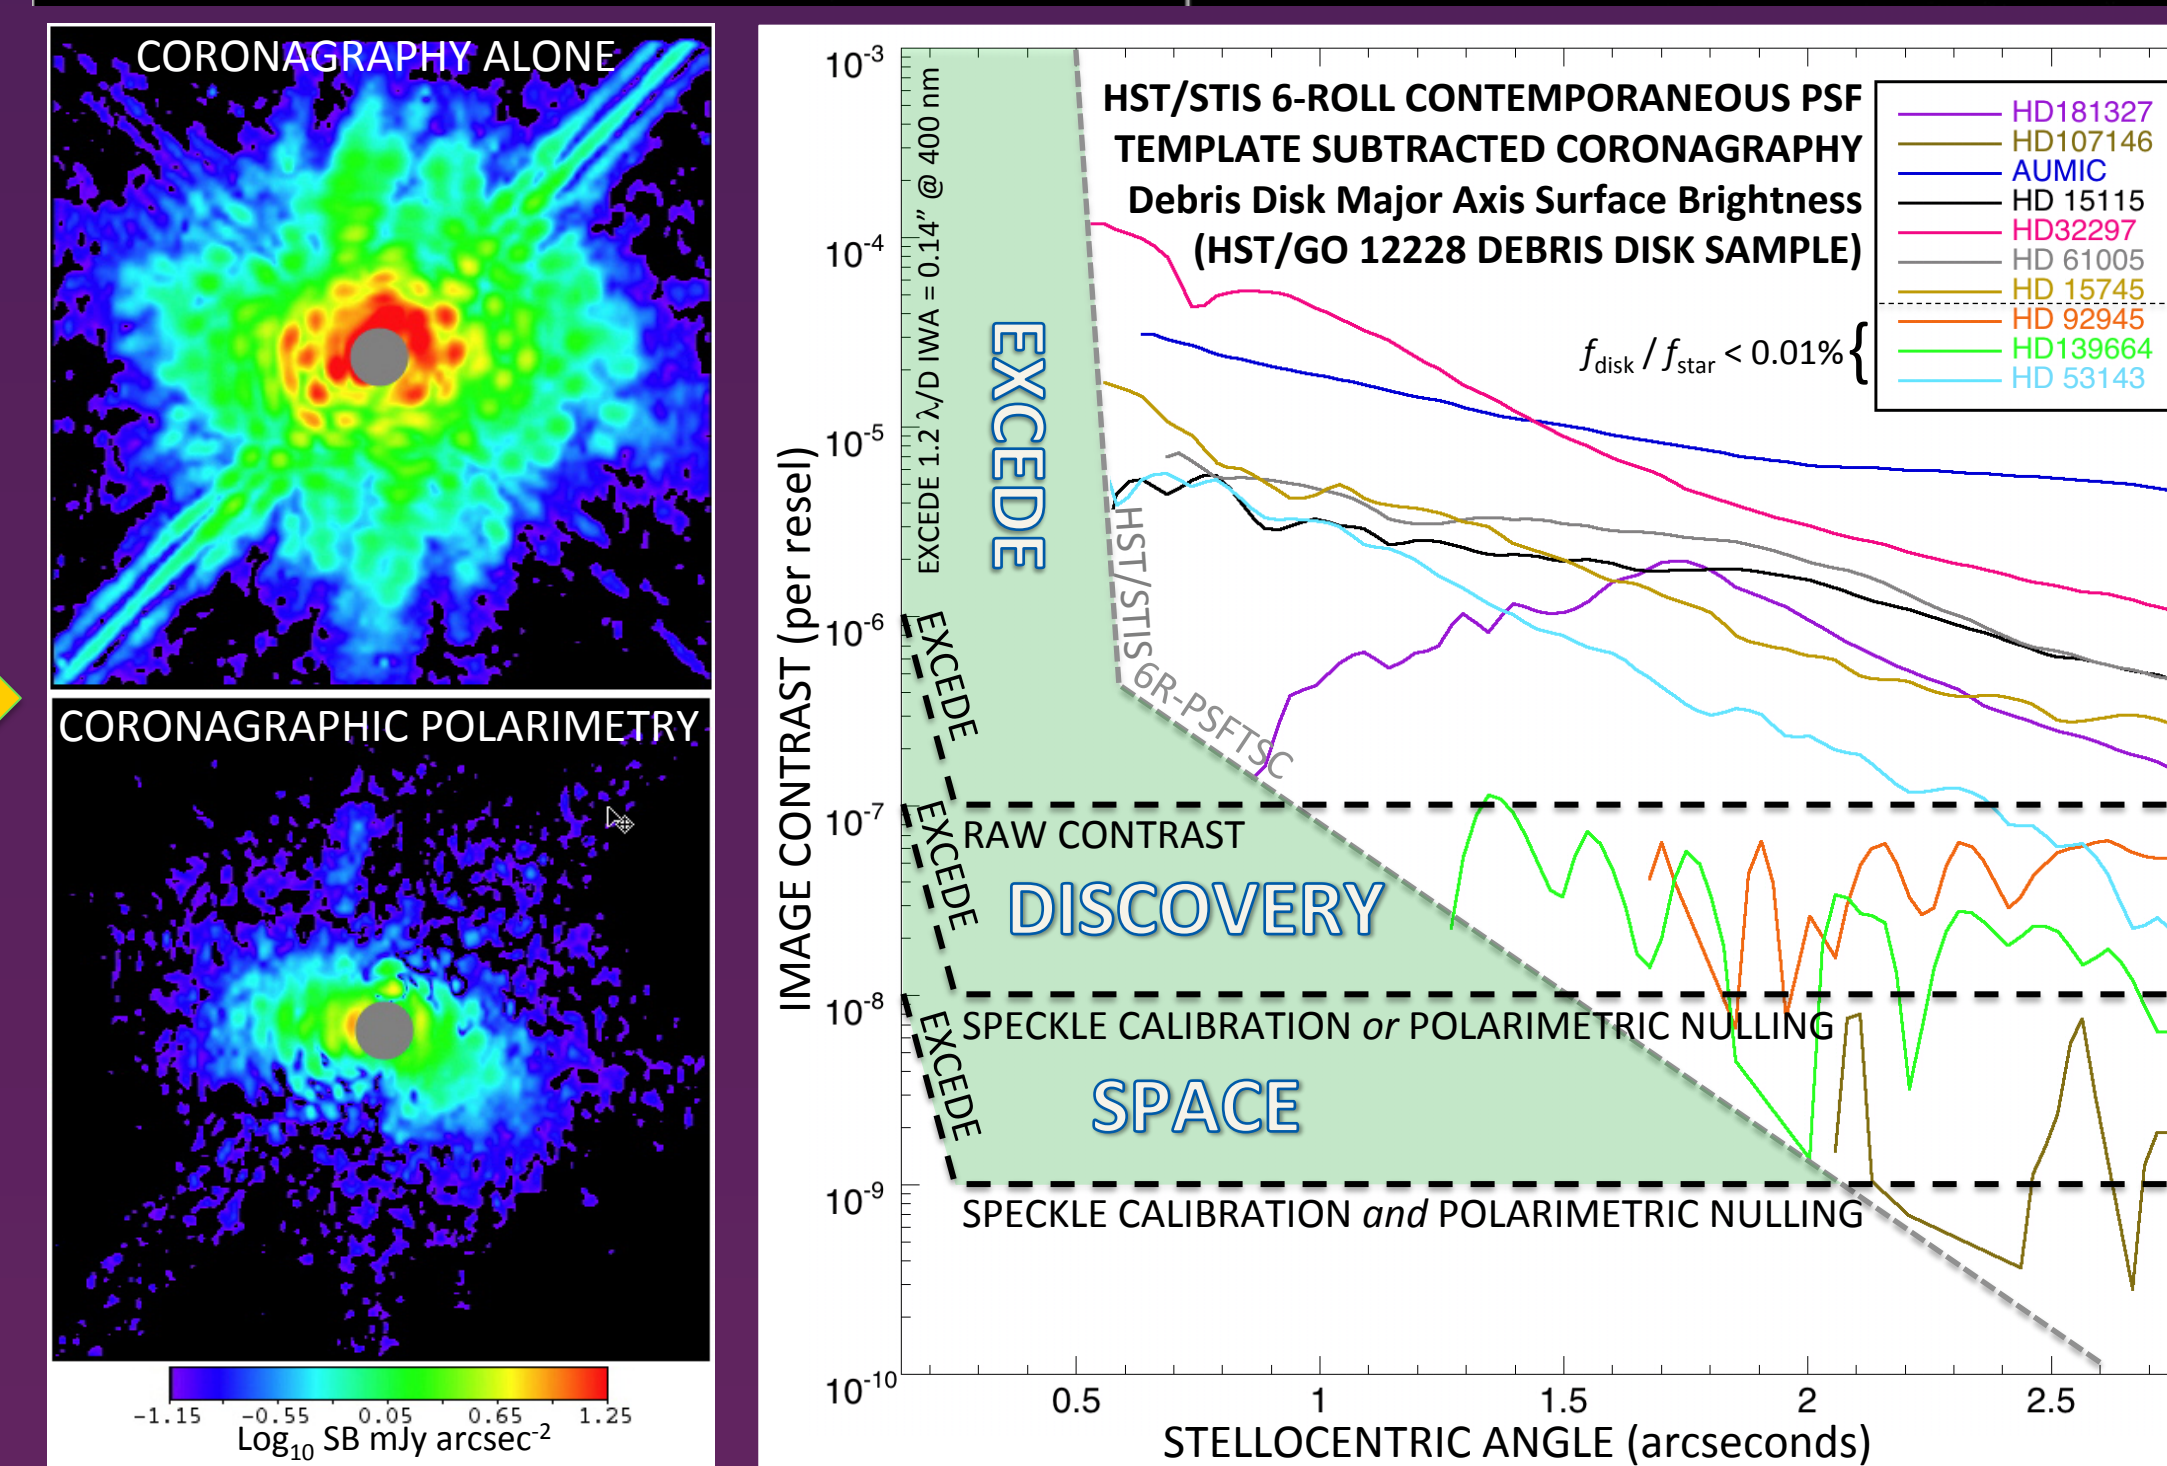 CORONAGRAPHY ALONE
CORONAGRAPHIC POLARIMETRY
-1.15 -0.55 0.05 0.65 1.25
Log₁₀ SB mJy arcsec⁻²
IMAGE CONTRAST (per resel)
10⁻³
10⁻⁴
10⁻⁵
10⁻⁶
10⁻⁷
10⁻⁸
10⁻⁹
10⁻¹⁰
EXCEDE 1.2 λ/D IWA = 0.14” @ 400 nm
EXCEDE
HST/STIS 6-ROLL CONTEMPORANEOUS PSF
TEMPLATE SUBTRACTED CORONAGRAPHY
Debris Disk Major Axis Surface Brightness
(HST/GO 12228 DEBRIS DISK SAMPLE)
f disk / f star < 0.01% {
HD181327
HD107146
AUMIC
HD 15115
HD32297
HD 61005
HD 15745
HD 92945
HD139664
HD 53143
HST/STIS 6R-PSFTSC
EXCEDE
RAW CONTRAST
EXCEDE
DISCOVERY
SPECKLE CALIBRATION or POLARIMETRIC NULLING
EXCEDE
SPACE
SPECKLE CALIBRATION and POLARIMETRIC NULLING
0.5 1 1.5 2 2.5
STELLOCENTRIC ANGLE (arcseconds)